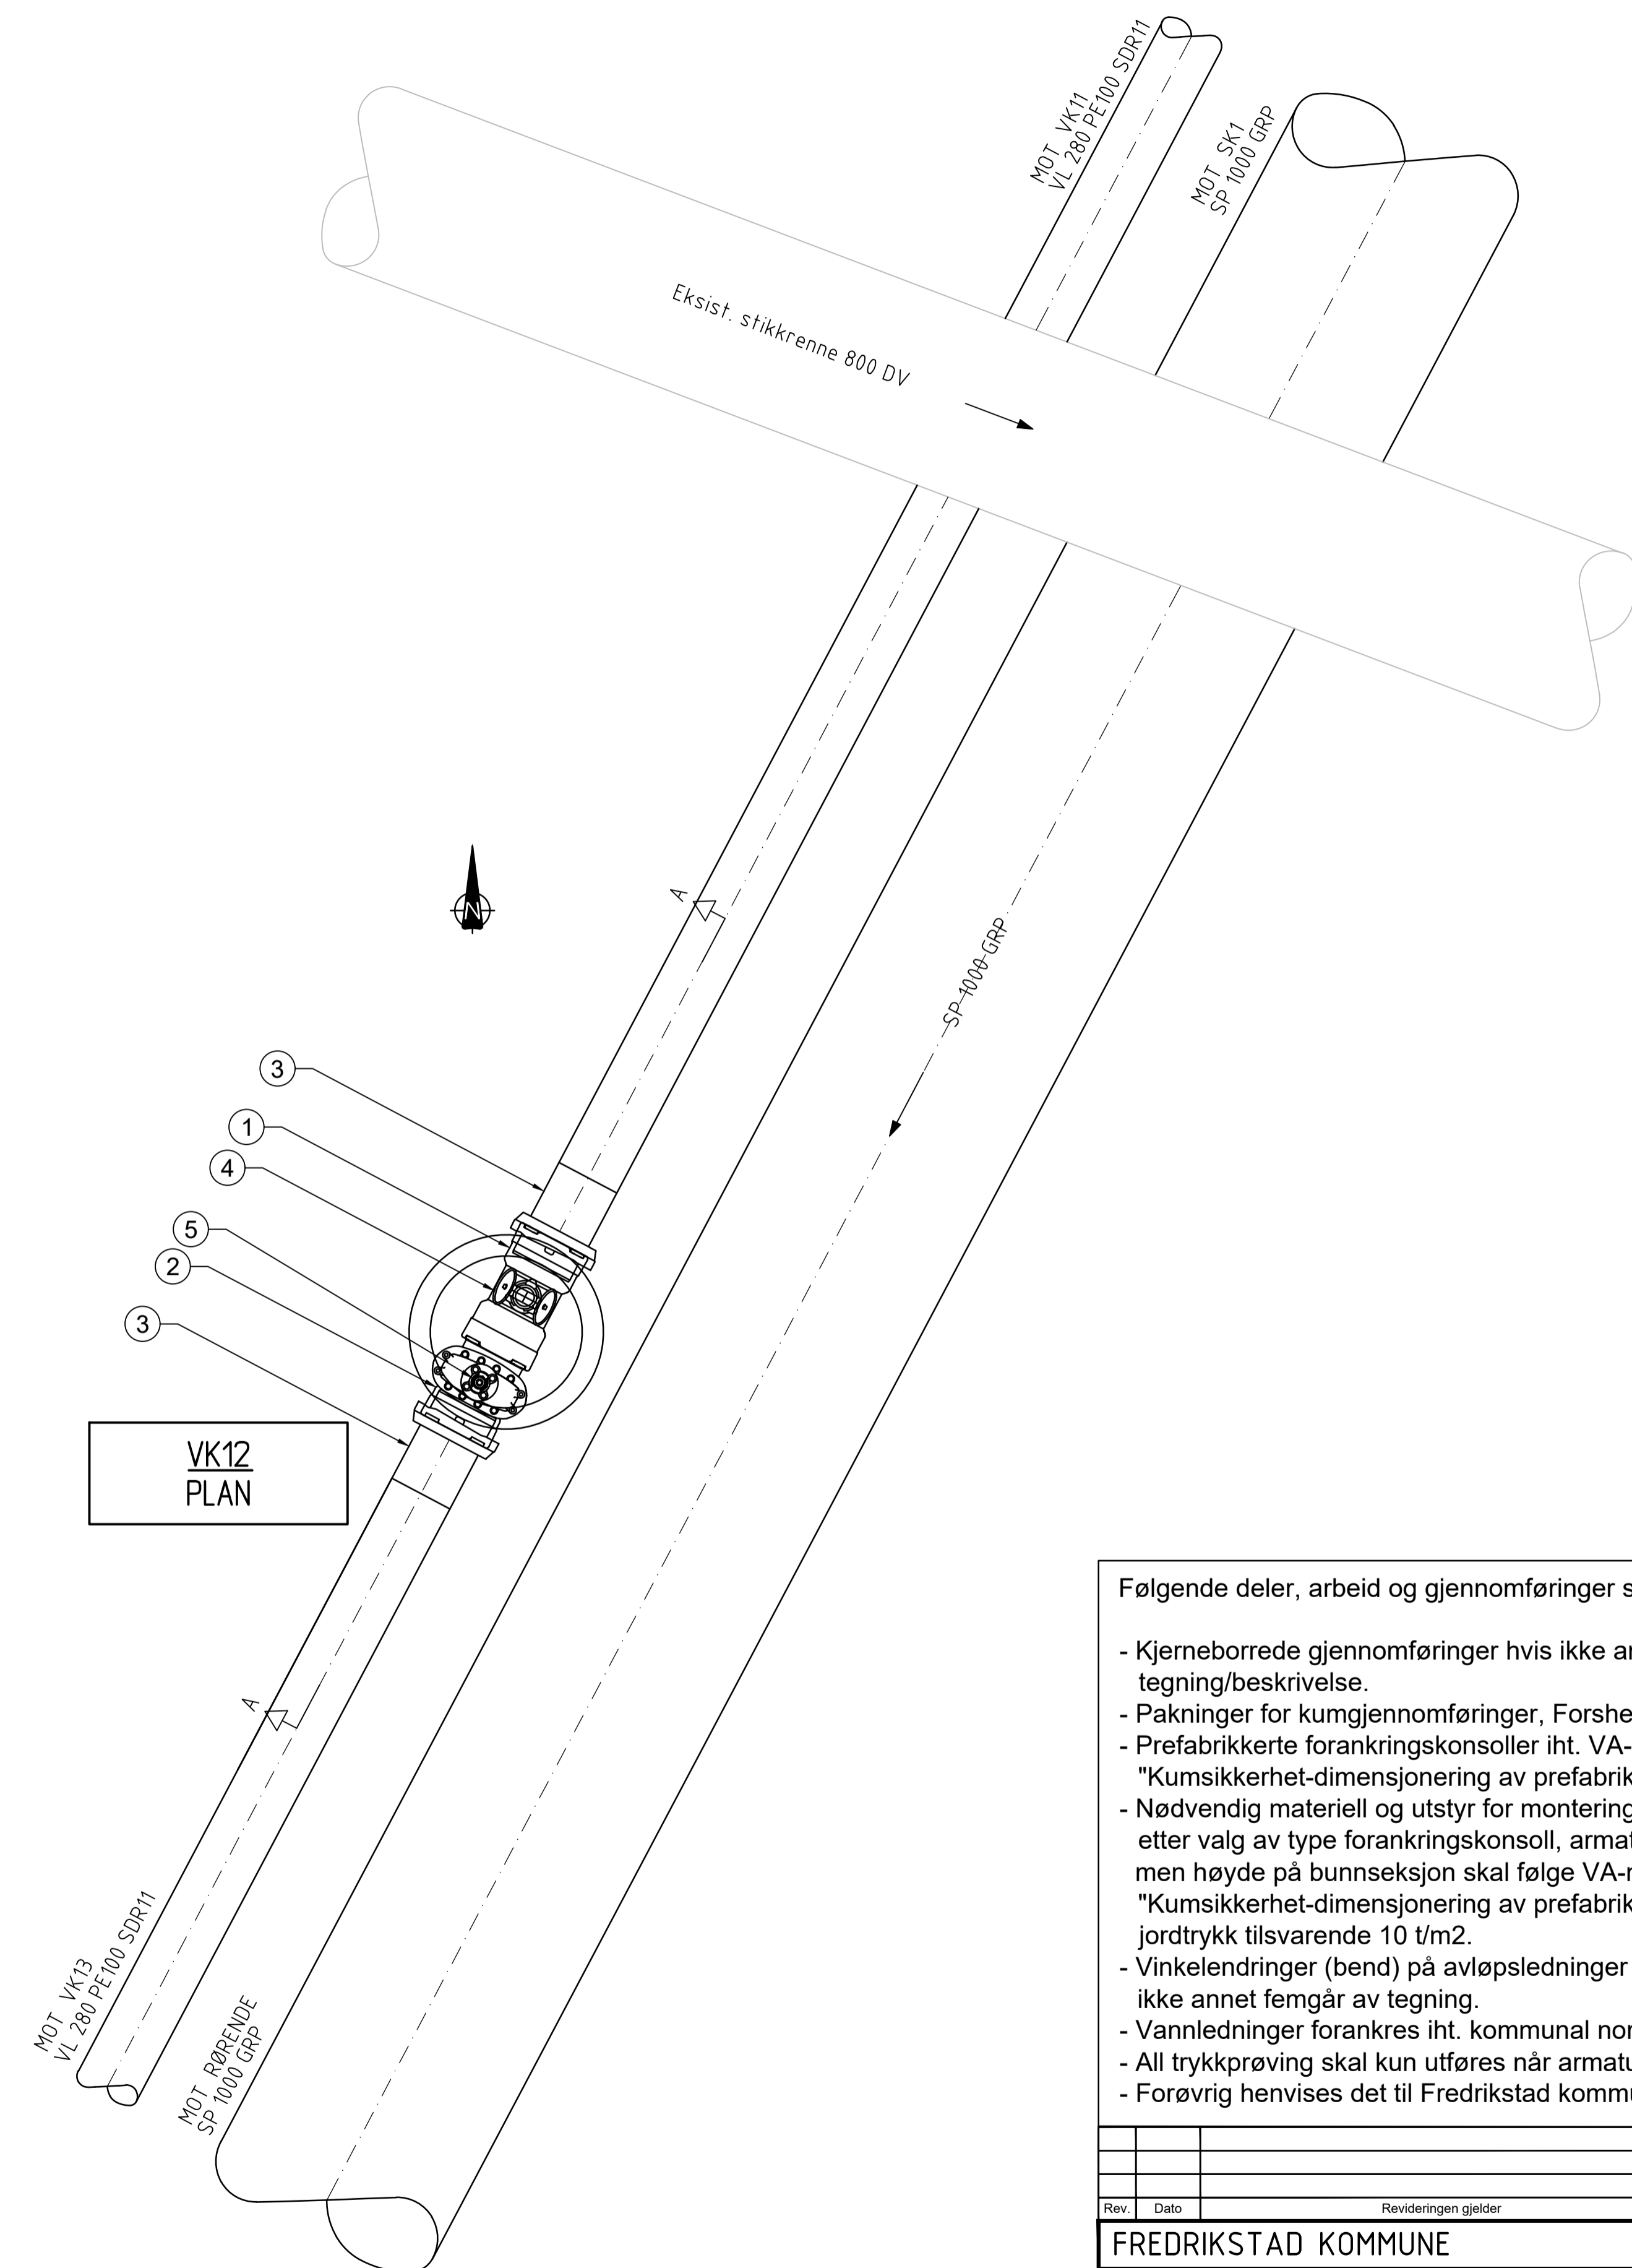 MOT VK11
VL 280 PE100 SDR11
MOT SK1
SP 1000 GRP
Eksist. stikkrenne 800 DV
A
N
SP 1000 GRP
3
1
4
5
2
3
VK12
PLAN
A
MOT VK13
VL 280 PE100 SDR11
MOT RØRENDE
SP 1000 GRP
Følgende deler, arbeid og gjennomføringer s
- Kjerneborrede gjennomføringer hvis ikke an
tegning/beskrivelse.
- Pakninger for kumgjennomføringer, Forshe
- Prefabrikkerte forankringskonsoller iht. VA-
"Kumsikkerhet-dimensjonering av prefabrik
- Nødvendig materiell og utstyr for montering
etter valg av type forankringskonsoll, armat
men høyde på bunnseksjon skal følge VA-
"Kumsikkerhet-dimensjonering av prefabrik
jordtrykk tilsvarende 10 t/m2.
- Vinkelendringer (bend) på avløpsledninger
ikke annet femgår av tegning.
- Vannledninger forankres iht. kommunal nor
- All trykkprøving skal kun utføres når armatu
- Forøvrig henvises det til Fredrikstad kommu
Rev. Dato Revideringen gjelder
FREDRIKSTAD KOMMUNE